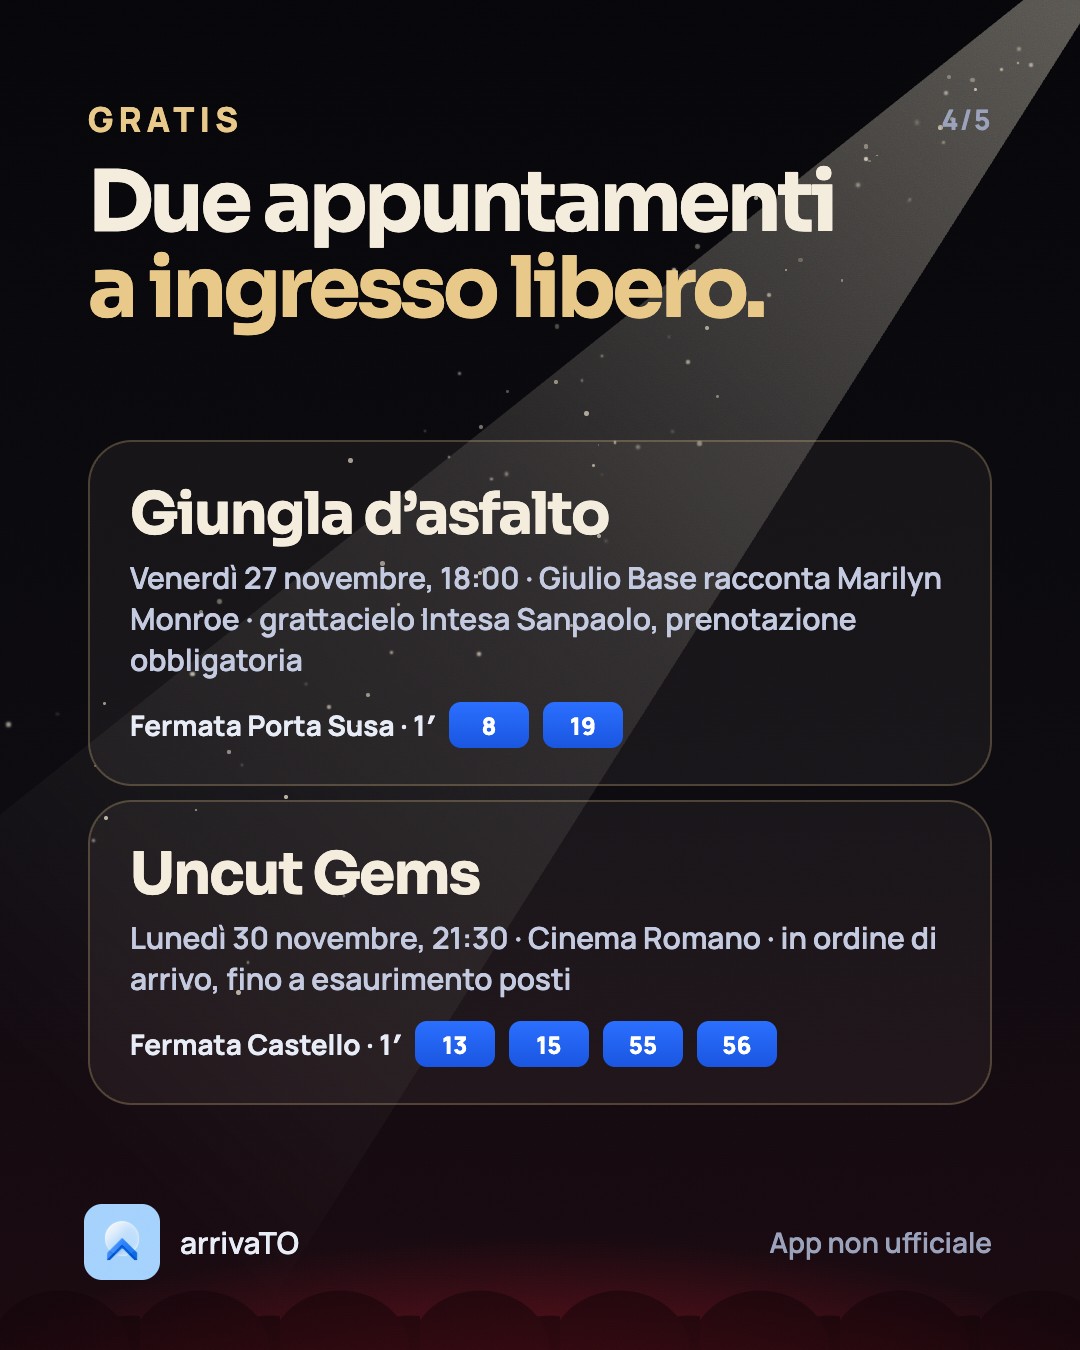 GRATIS
4/5
Due appuntamenti
a ingresso libero.
Giungla d’asfalto
Venerdì 27 novembre, 18:00 · Giulio Base racconta Marilyn
Monroe · grattacielo Intesa Sanpaolo, prenotazione
obbligatoria
Fermata Porta Susa · 1′ 8 19
Uncut Gems
Lunedì 30 novembre, 21:30 · Cinema Romano · in ordine di
arrivo, fino a esaurimento posti
Fermata Castello · 1′ 13 15 55 56
arrivaTO
App non ufficiale